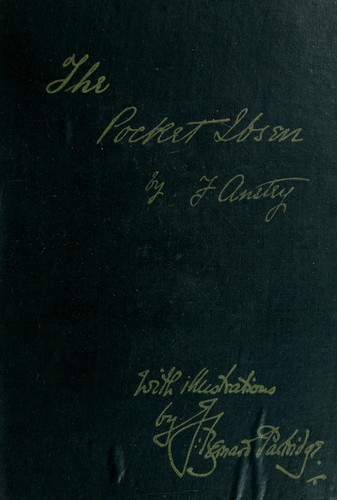 The
Pocket Ibsen
by F Anstey
With illustrations
by
J: Bernard Partridge.